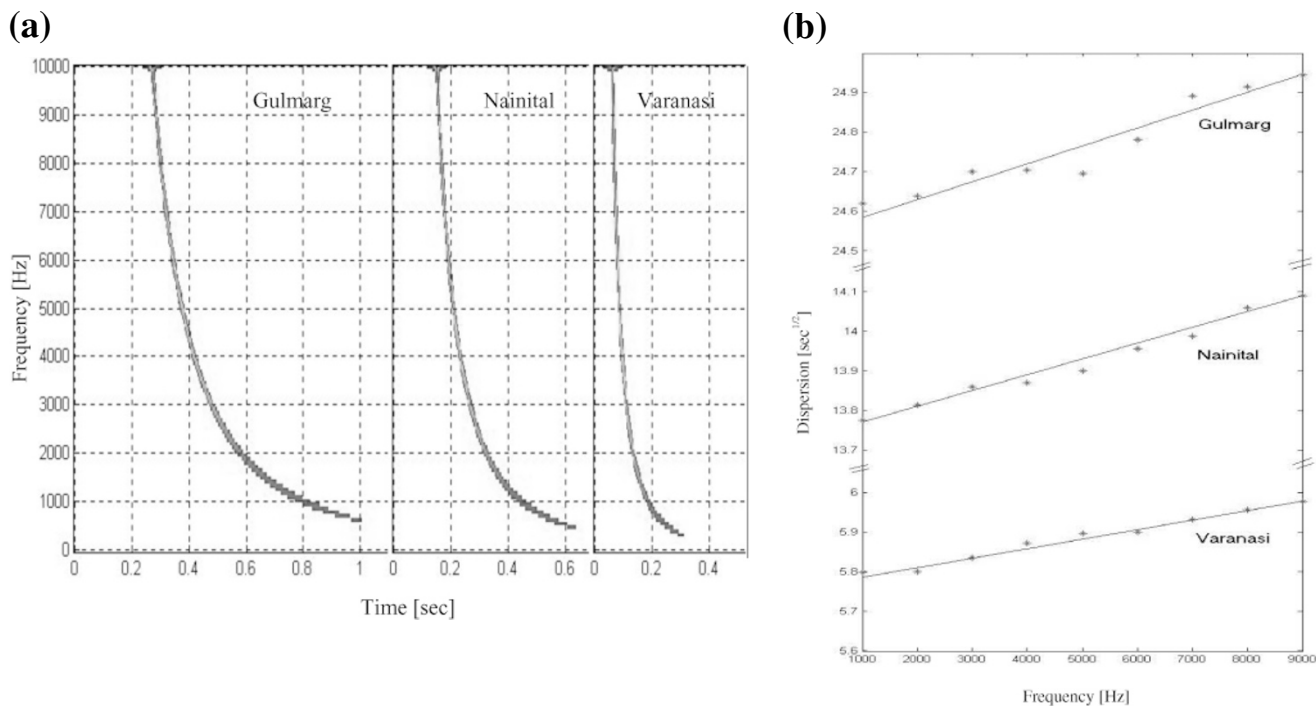 (a)
Gulmarg
Nainital
Varanasi
10000
9000
8000
7000
6000
5000
4000
3000
2000
1000
0
Frequency [Hz]
0 0.2 0.4 0.6 0.8 1
0 0.2 0.4 0.6
0 0.2 0.4
Time [sec]
(b)
24.9
24.8
24.7
24.6
24.5
14.1
14
13.9
13.8
13.7
6
5.9
5.8
5.7
5.6
Dispersion [sec^1/2]
Gulmarg
Nainital
Varanasi
1000 2000 3000 4000 5000 6000 7000 8000 9000
Frequency [Hz]